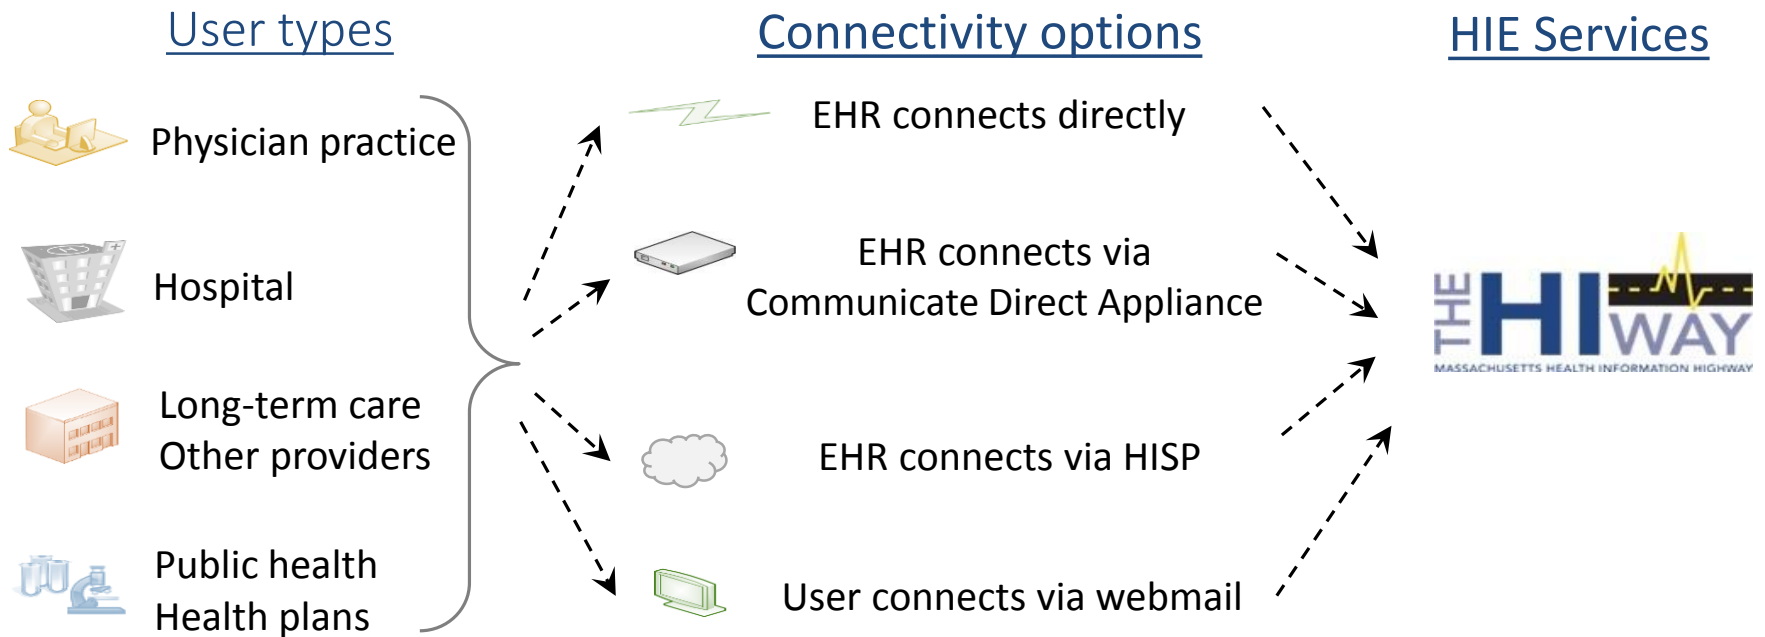 User types
Connectivity options
HIE Services
Physician practice
Hospital
Long-term care
Other providers
Public health
Health plans
EHR connects directly
EHR connects via
Communicate Direct Appliance
EHR connects via HISP
User connects via webmail
THE HIWAY
MASSACHUSETTS HEALTH INFORMATION HIGHWAY
H